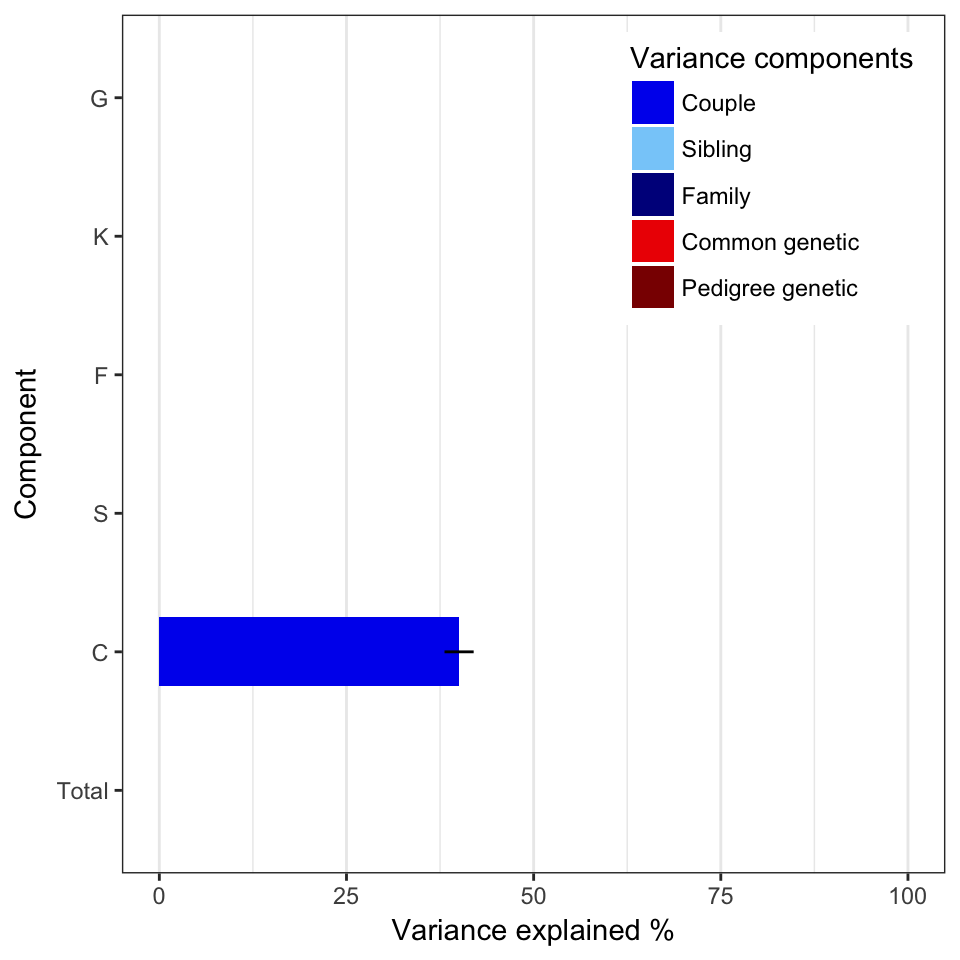 Variance components
Couple
Sibling
Family
Common genetic
Pedigree genetic
G
K
F
S
C
Total
Component
0 25 50 75 100
Variance explained %